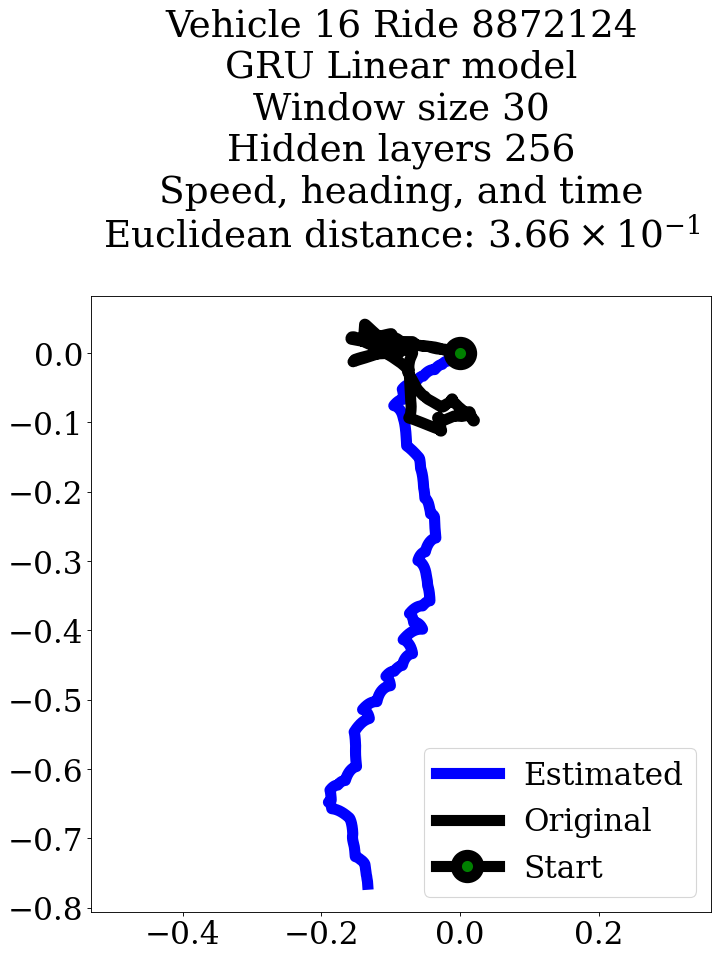 Vehicle 16 Ride 8872124
GRU Linear model
Window size 30
Hidden layers 256
Speed, heading, and time
Euclidean distance: 3.66 × 10⁻¹
0.0
−0.1
−0.2
−0.3
−0.4
−0.5
−0.6
−0.7
−0.8
Estimated
Original
Start
−0.4 −0.2 0.0 0.2